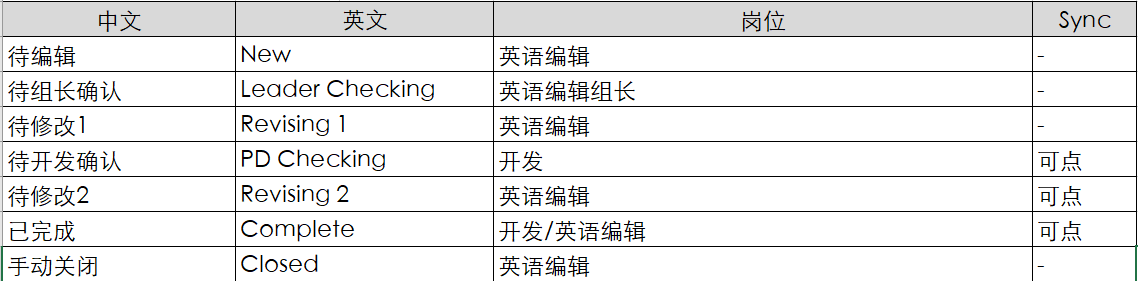 中文 英文 岗位 Sync
待编辑 New 英语编辑 -
待组长确认 Leader Checking 英语编辑组长 -
待修改1 Revising 1 英语编辑 -
待开发确认 PD Checking 开发 可点
待修改2 Revising 2 英语编辑 可点
已完成 Complete 开发/英语编辑 可点
手动关闭 Closed 英语编辑 -